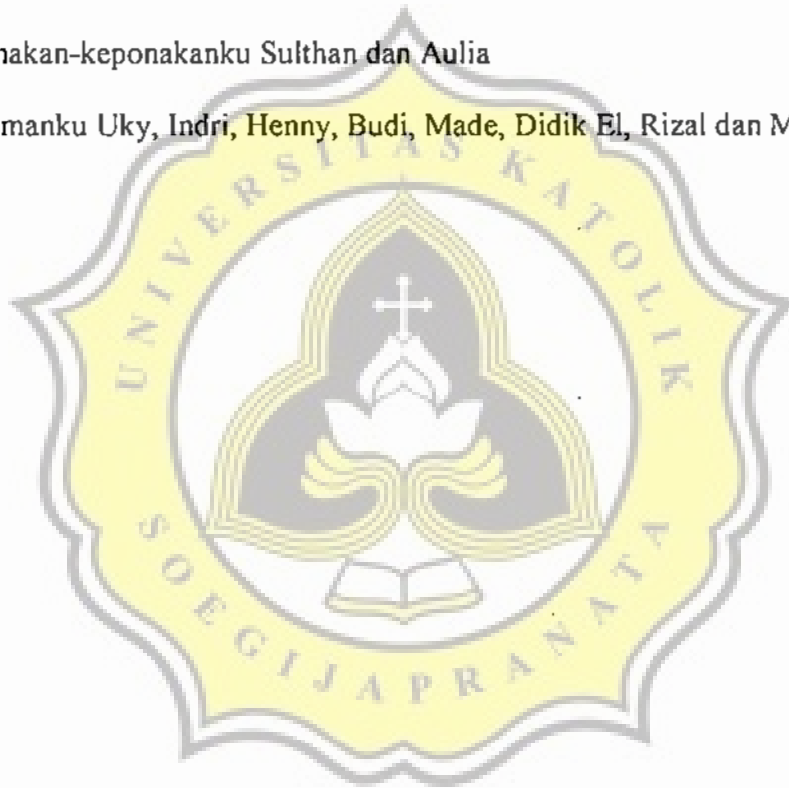 nakan-keponakanku Sulthan dan Aulia
manku Uky, Indri, Henny, Budi, Made, Didik El, Rizal dan M
UNIVERSITAS KATOLIK
SOEGIJAPRANATA